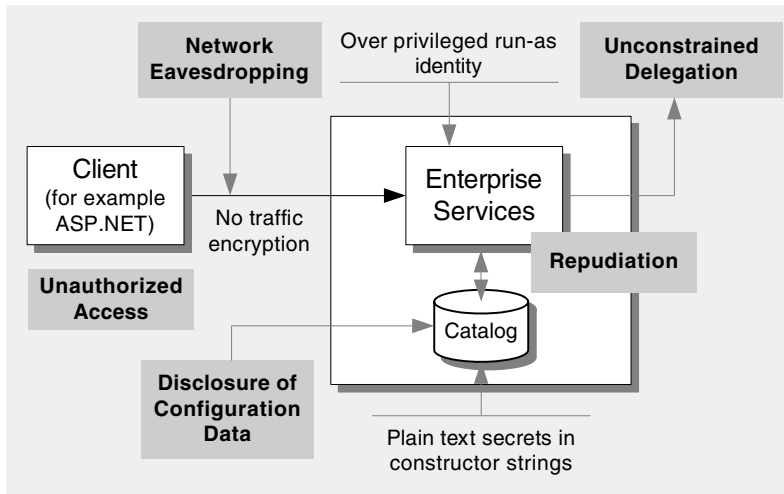 Network
Eavesdropping
Over privileged run-as
identity
Unconstrained
Delegation
Client
(for example
ASP.NET)
No traffic
encryption
Enterprise
Services
Unauthorized
Access
Repudiation
Catalog
Disclosure of
Configuration
Data
Plain text secrets in
constructor strings